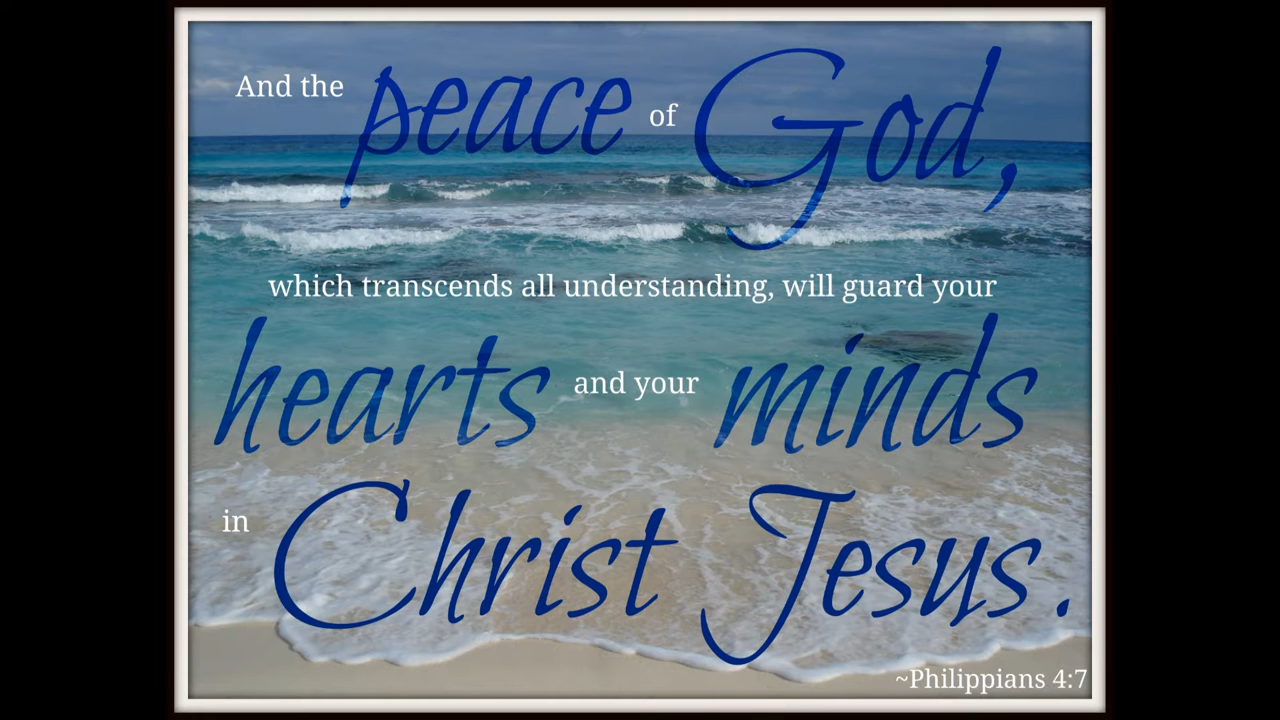 And the peace of God,
which transcends all understanding, will guard your
hearts and your minds
in Christ Jesus.
~Philippians 4:7